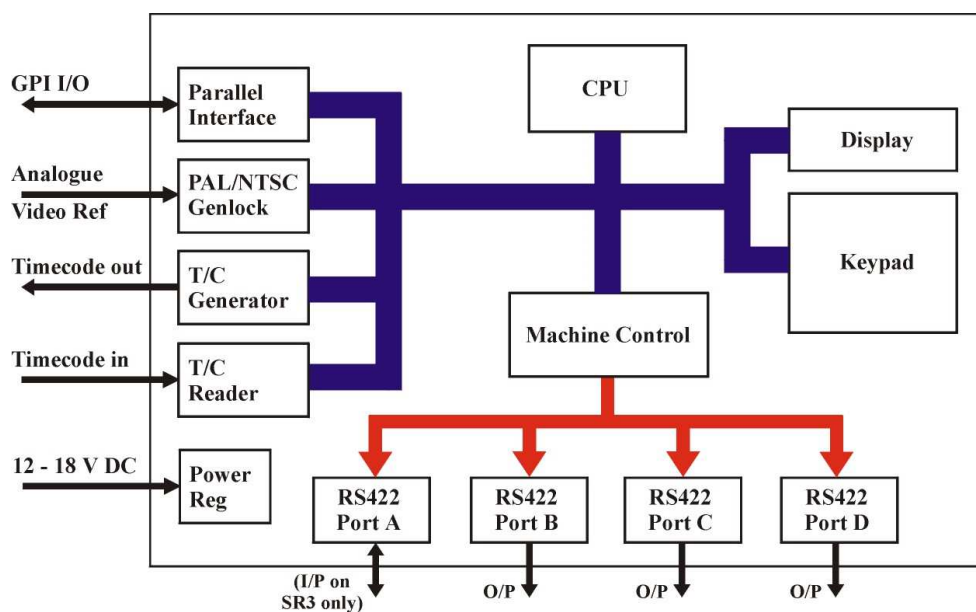 GPI I/O
Parallel
Interface
CPU
Display
Analogue
Video Ref
PAL/NTSC
Genlock
Keypad
Timecode out
T/C
Generator
Machine Control
Timecode in
T/C
Reader
12 - 18 V DC
Power
Reg
RS422
Port A
RS422
Port B
RS422
Port C
RS422
Port D
(I/P on
SR3 only)
O/P
O/P
O/P